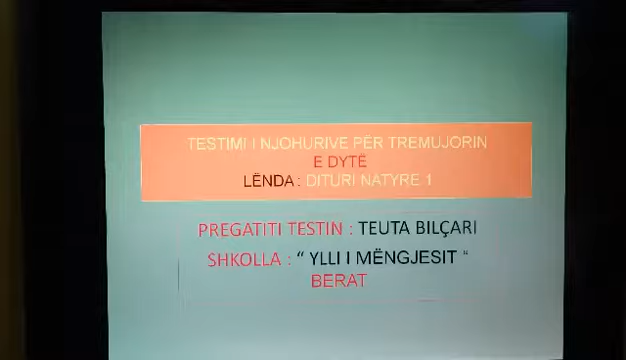 TESTIMI I NJOHURIVE PËR TREMUJORIN
E DYTË
LËNDA : DITURI NATYRE 1
PREGATITI TESTIN : TEUTA BILÇARI
SHKOLLA : “ YLLI I MËNGJESIT “
BERAT